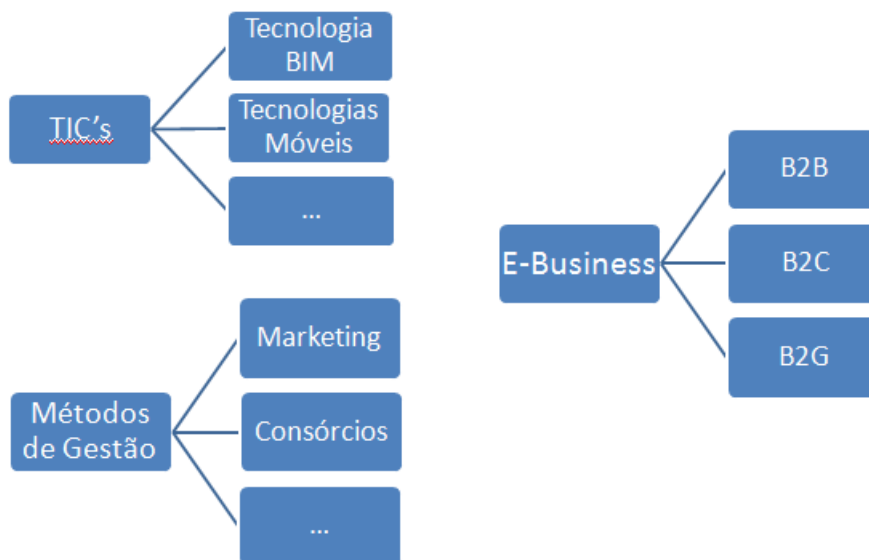 TIC's
Tecnologia
BIM
Tecnologias
Móveis
...
Métodos
de Gestão
Marketing
Consórcios
...
E-Business
B2B
B2C
B2G